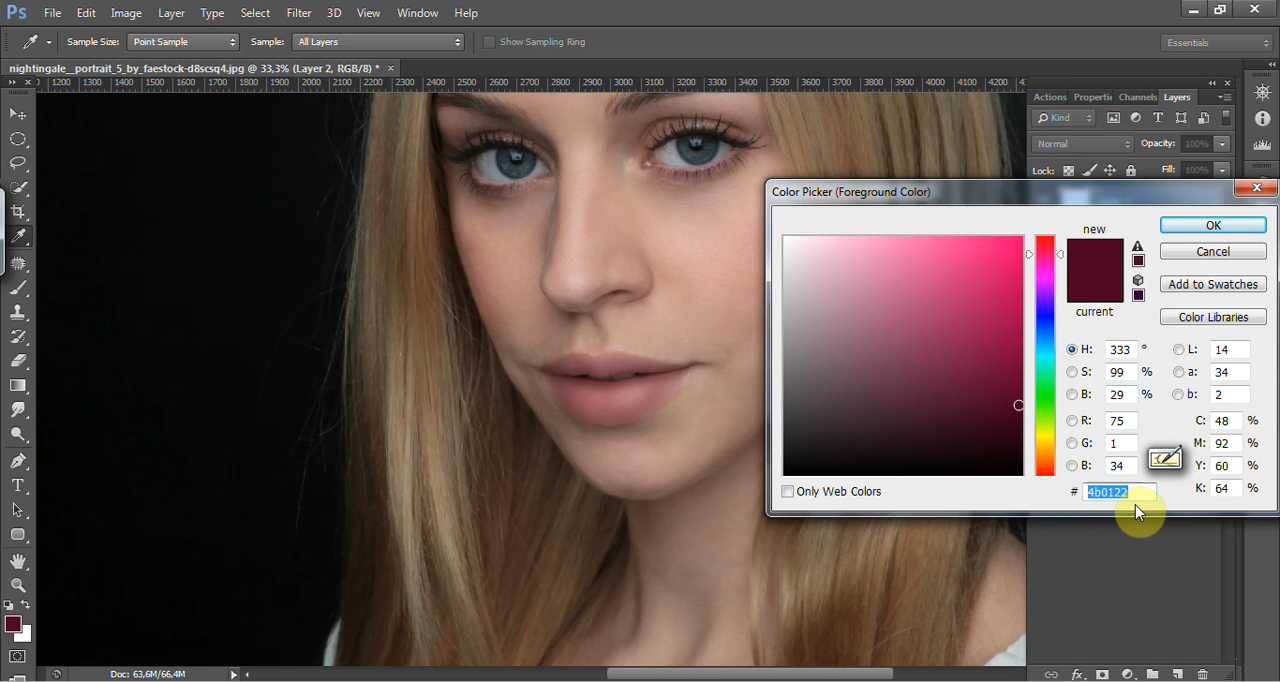 Ps File Edit Image Layer Type Select Filter 3D View Window Help
Sample Size: Point Sample Sample: All Layers Show Sampling Ring Essentials
nightingale__portrait_5_by_faestock-d8scsq4.jpg @ 33,3% (Layer 2, RGB/8) * ×
1200 1300 1400 1500 1600 1700 1800 1900 2000 2100 2200 2300 2400 2500 2600 2700 2800 2900 3000 3100 3200 3300 3400 3500 3600 3700 3800 3900 4000 4100 4200
Actions Properti Channels Layers
Kind
Normal Opacity: 100%
Lock: Fill: 100%
Color Picker (Foreground Color)
new
current
OK
Cancel
Add to Swatches
Color Libraries
H: 333 ° L: 14
S: 99 % a: 34
B: 29 % b: 2
R: 75 C: 48 %
G: 1 M: 92 %
B: 34 Y: 60 %
# 4b0122 K: 64 %
Only Web Colors
T
Doc: 63,6M/66,4M
fx